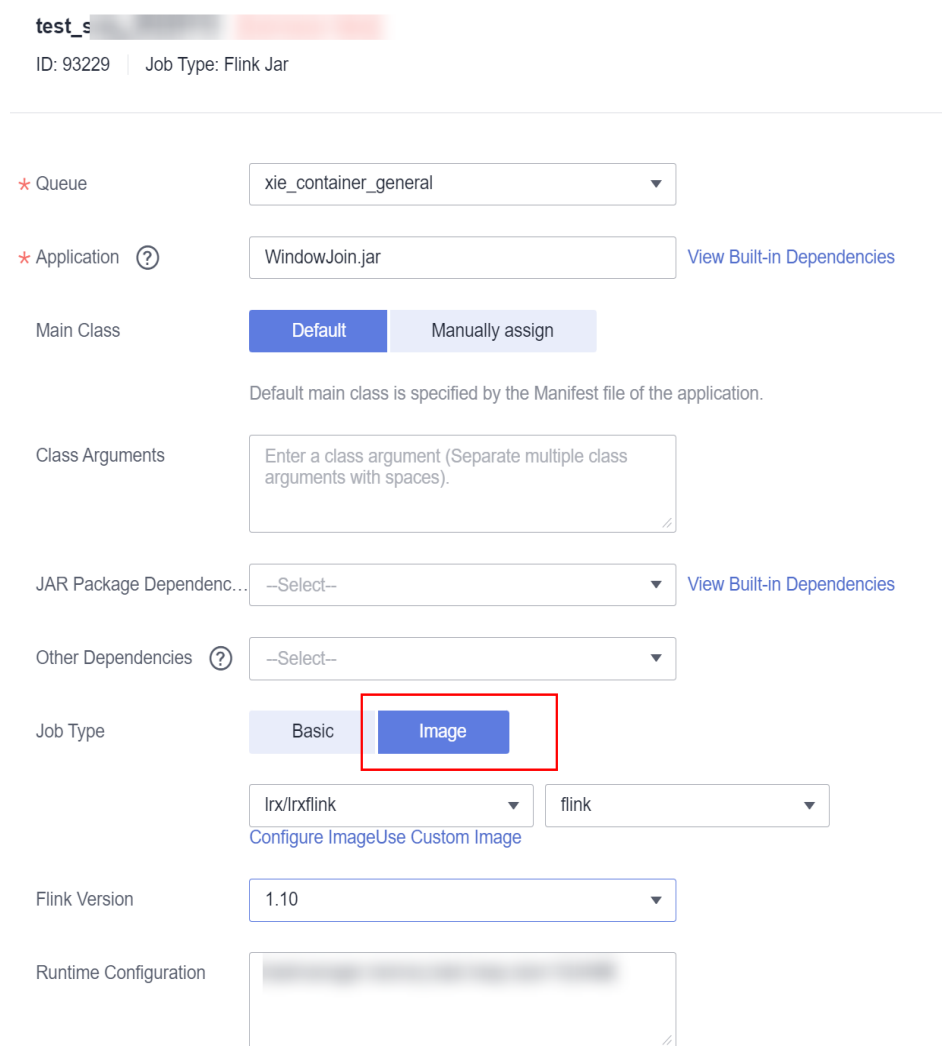 test_s
ID: 93229 Job Type: Flink Jar
* Queue xie_container_general
* Application ? WindowJoin.jar View Built-in Dependencies
Main Class Default Manually assign
Default main class is specified by the Manifest file of the application.
Class Arguments Enter a class argument (Separate multiple class
arguments with spaces).
JAR Package Dependenc... --Select-- View Built-in Dependencies
Other Dependencies ? --Select--
Job Type Basic Image
lrx/lrxflink flink
Configure ImageUse Custom Image
Flink Version 1.10
Runtime Configuration